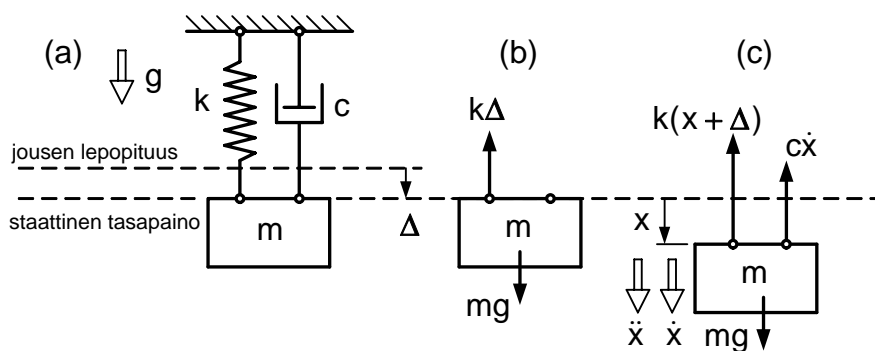 (a)
g
k
c
jousen lepopituus
staattinen tasapaino
m
Δ
(b)
kΔ
m
mg
(c)
k(x + Δ)
cẋ
x
m
ẍ
ẋ
mg